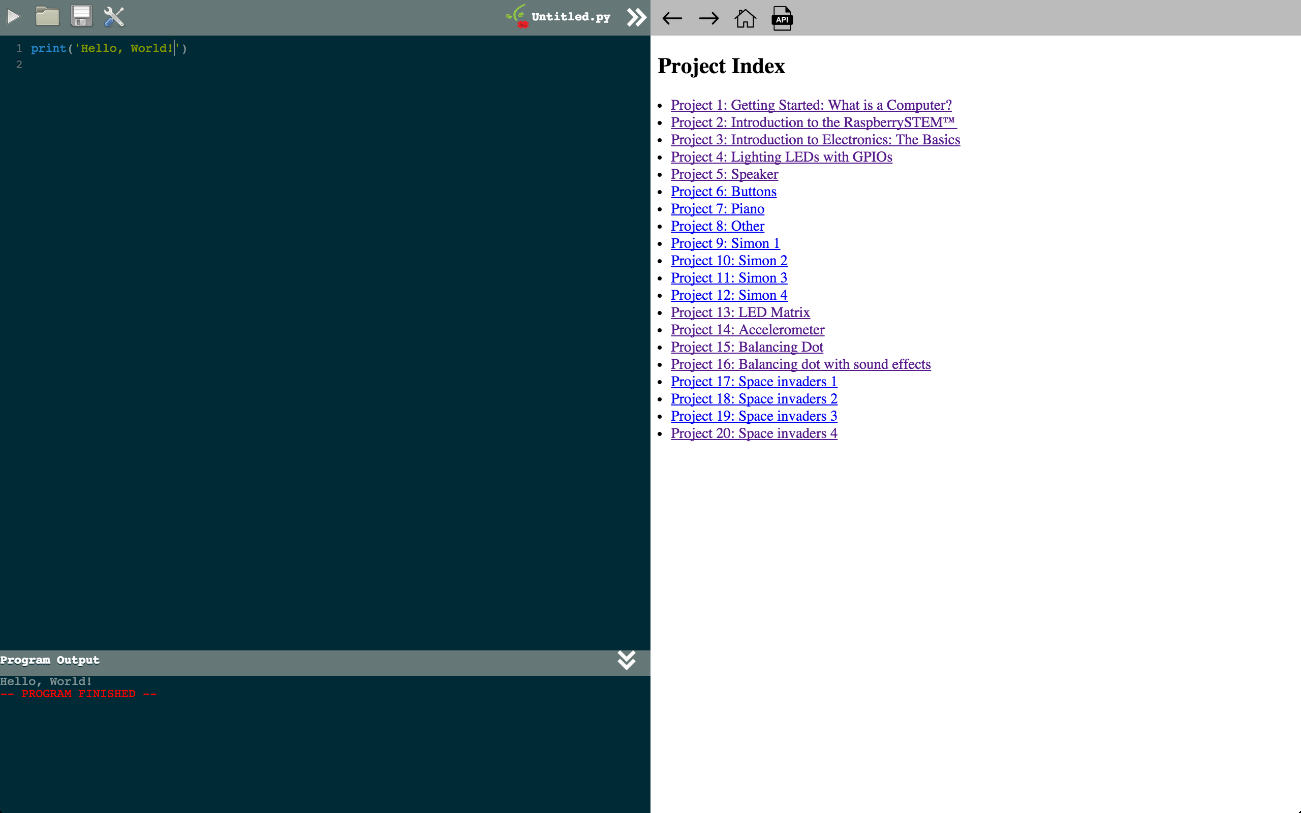 Untitled.py
API
1 print('Hello, World!')
2
Program Output
Hello, World!
-- PROGRAM FINISHED --
Project Index
• Project 1: Getting Started: What is a Computer?
• Project 2: Introduction to the RaspberrySTEM™
• Project 3: Introduction to Electronics: The Basics
• Project 4: Lighting LEDs with GPIOs
• Project 5: Speaker
• Project 6: Buttons
• Project 7: Piano
• Project 8: Other
• Project 9: Simon 1
• Project 10: Simon 2
• Project 11: Simon 3
• Project 12: Simon 4
• Project 13: LED Matrix
• Project 14: Accelerometer
• Project 15: Balancing Dot
• Project 16: Balancing dot with sound effects
• Project 17: Space invaders 1
• Project 18: Space invaders 2
• Project 19: Space invaders 3
• Project 20: Space invaders 4